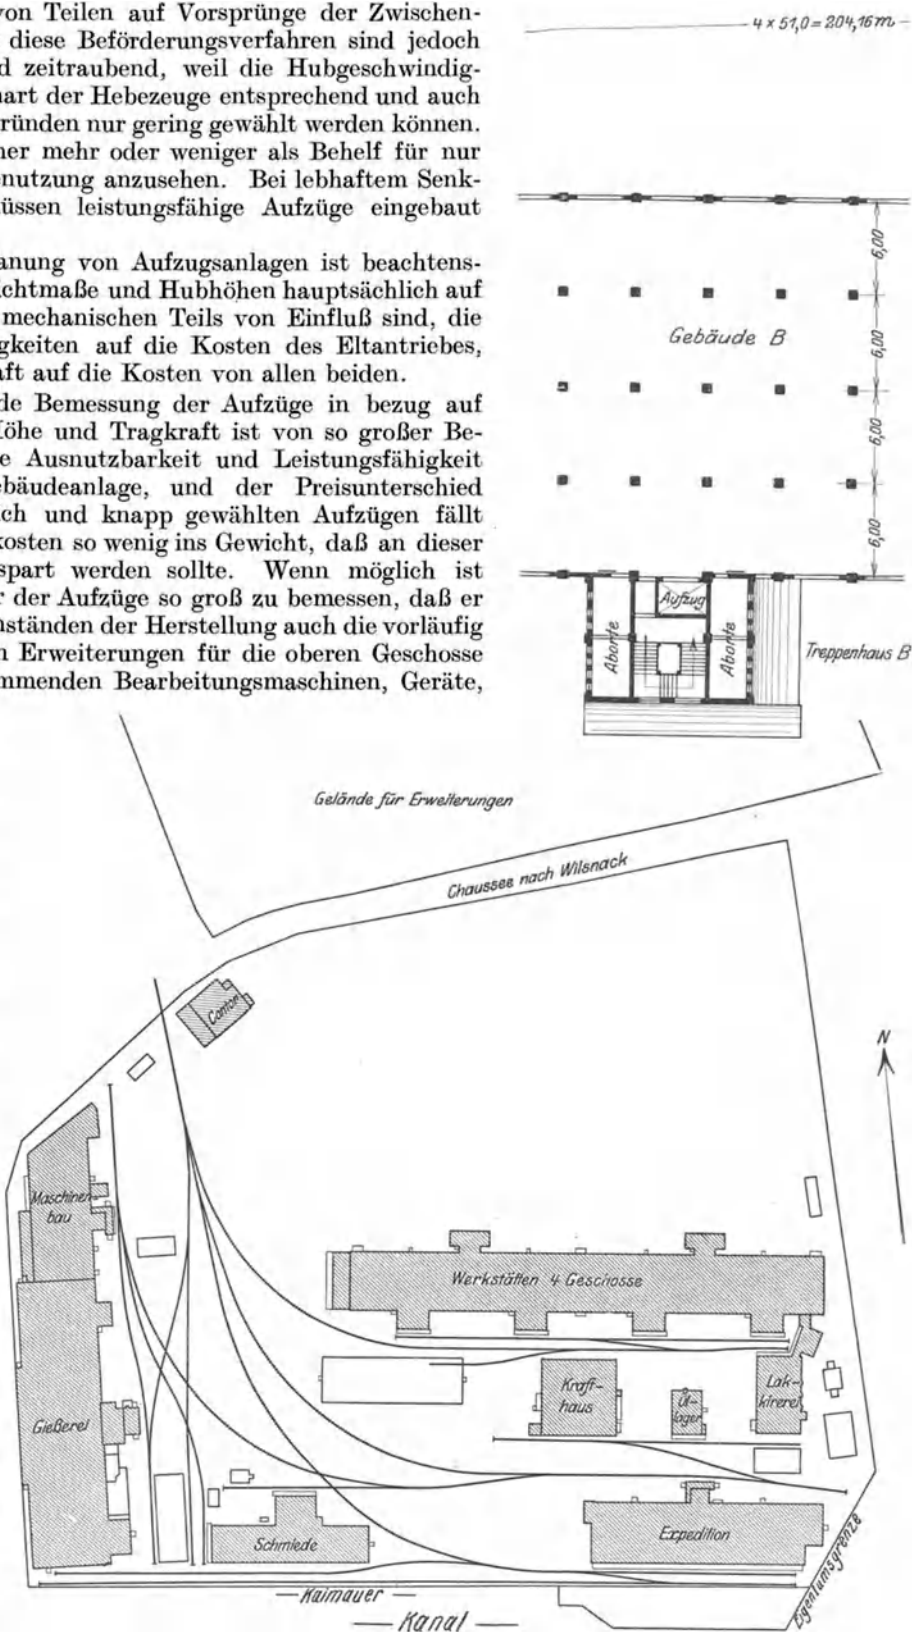 von Teilen auf Vorsprünge der Zwischen-
diese Beförderungsverfahren sind jedoch
d zeitraubend, weil die Hubgeschwindig-
art der Hebezeuge entsprechend und auch
ründen nur gering gewählt werden können.
er mehr oder weniger als Behelf für nur
nutzung anzusehen. Bei lebhaftem Senk-
üssen leistungsfähige Aufzüge eingebaut
anung von Aufzugsanlagen ist beachtens-
ichtmaße und Hubhöhen hauptsächlich auf
mechanischen Teils von Einfluß sind, die
gkeiten auf die Kosten des Eltantriebes,
aft auf die Kosten von allen beiden.
de Bemessung der Aufzüge in bezug auf
Höhe und Tragkraft ist von so großer Be-
e Ausnutzbarkeit und Leistungsfähigkeit
ebäudeanlage, und der Preisunterschied
ich und knapp gewählten Aufzügen fällt
kosten so wenig ins Gewicht, daß an dieser
spart werden sollte. Wenn möglich ist
r der Aufzüge so groß zu bemessen, daß er
nständen der Herstellung auch die vorläufig
n Erweiterungen für die oberen Geschosse
mmenden Bearbeitungsmaschinen, Geräte,
4 x 51,0 = 204,16 m
6,00
Gebäude B
6,00
6,00
6,00
Aufzug
Aborte
Aborte
Treppenhaus B
Gelände für Erweiterungen
Chaussee nach Wilsnack
Contor
N
Maschinen-
bau
Werkstätten 4 Geschosse
Kraft-
haus
Öl-
lager
Lak-
kirerei
Gießerei
Schmiede
Expedition
Eigentumsgrenze
Kaimauer
Kanal